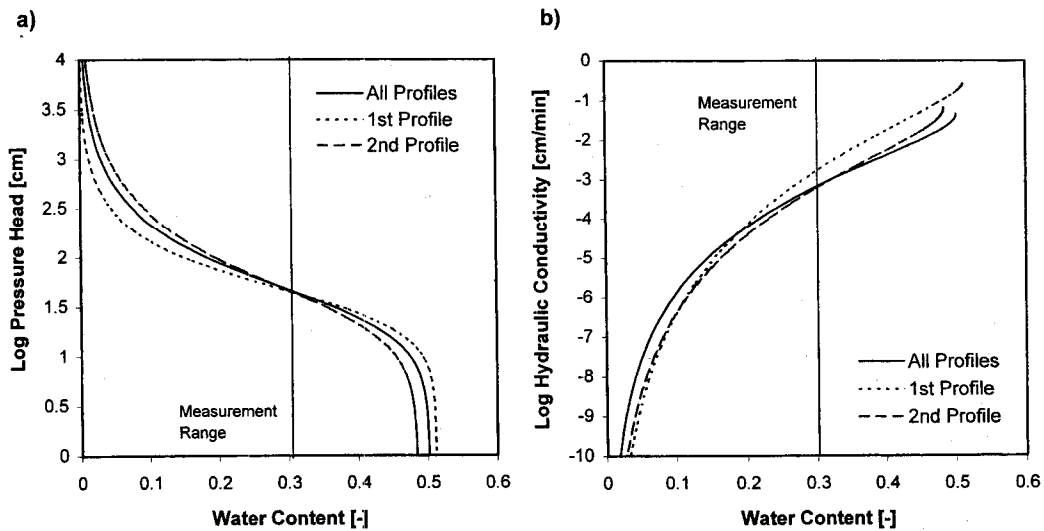 a)
Log Pressure Head [cm]
4
3.5
3
2.5
2
1.5
1
0.5
0
All Profiles
1st Profile
2nd Profile
Measurement
Range
0
0.1
0.2
0.3
0.4
0.5
0.6
Water Content [-]
b)
Log Hydraulic Conductivity [cm/min]
0
-1
-2
-3
-4
-5
-6
-7
-8
-9
-10
Measurement
Range
All Profiles
1st Profile
2nd Profile
0
0.1
0.2
0.3
0.4
0.5
0.6
Water Content [-]